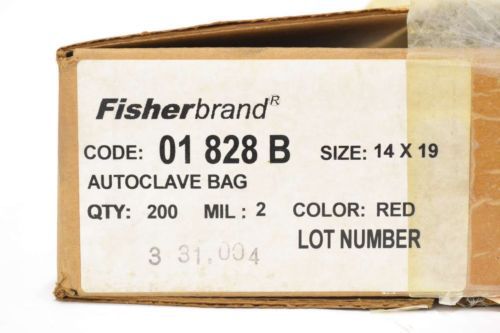 Fisherbrand®
CODE: 01 828 B SIZE: 14 X 19
AUTOCLAVE BAG
QTY: 200 MIL: 2 COLOR: RED
LOT NUMBER
3 31.004